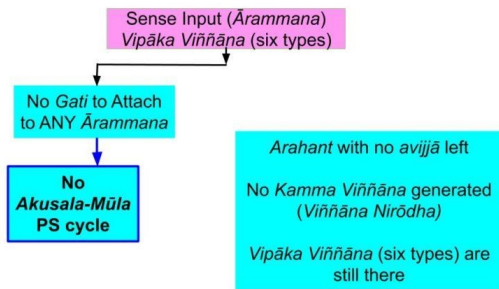 Sense Input (Ārammana)
Vipāka Viññāna (six types)
No Gati to Attach
to ANY Ārammana
No
Akusala-Mūla
PS cycle
Arahant with no avijjā left
No Kamma Viññāna generated
(Viññāna Nirōdha)
Vipāka Viññāna (six types) are
still there